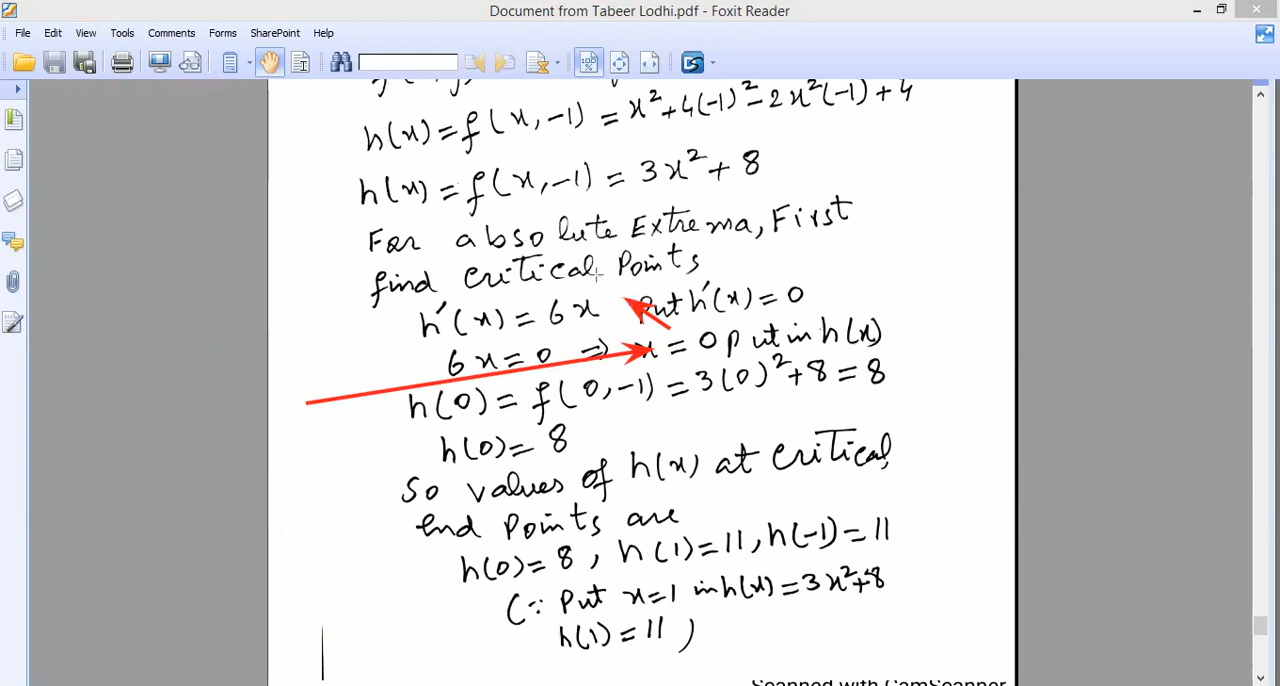 Document from Tabeer Lodhi.pdf - Foxit Reader
File Edit View Tools Comments Forms SharePoint Help
h(x) = f(x, -1) = x² + 4(-1)² - 2x²(-1) + 4
h(x) = f(x, -1) = 3x² + 8
For absolute Extrema, First
find critical Points
h'(x) = 6x Put h'(x) = 0
6x = 0 ⇒ x = 0 put in h(x)
h(0) = f(0, -1) = 3(0)² + 8 = 8
h(0) = 8
So values of h(x) at critical,
end Points are
h(0) = 8, h(1) = 11, h(-1) = 11
(∵ Put x=1 in h(x) = 3x²+8
h(1) = 11)
Scanned with CamScanner